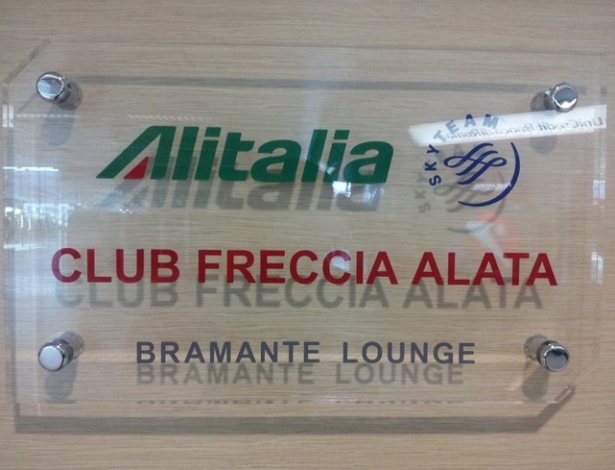 Alitalia
SKYTEAM
CLUB FRECCIA ALATA
BRAMANTE LOUNGE